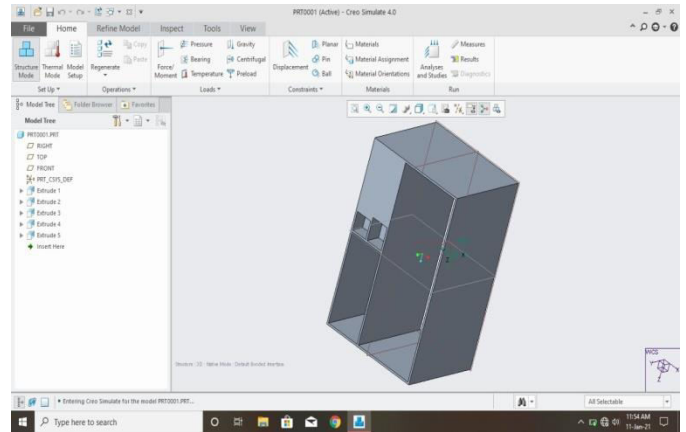 PRT0001 (Active) - Creo Simulate 4.0
File Home Refine Model Inspect Tools View
Structure Mode
Thermal Mode
Model Setup
Regenerate
Copy
Paste
Force/Moment
Pressure
Bearing
Temperature
Gravity
Centrifugal
Preload
Displacement
Planar
Pin
Ball
Materials
Material Assignment
Material Orientations
Analyses and Studies
Measures
Results
Diagnostics
Set Up Operations Loads Constraints Materials Run
Model Tree Folder Browser Favorites
Model Tree
PRT0001.PRT
RIGHT
TOP
FRONT
PRT_CSYS_DEF
Extrude 1
Extrude 2
Extrude 3
Extrude 4
Extrude 5
Insert Here
WCS
• Entering Creo Simulate for the model PRT0001.PRT...
All Selectable
Type here to search
11:54 AM
11-Jan-21